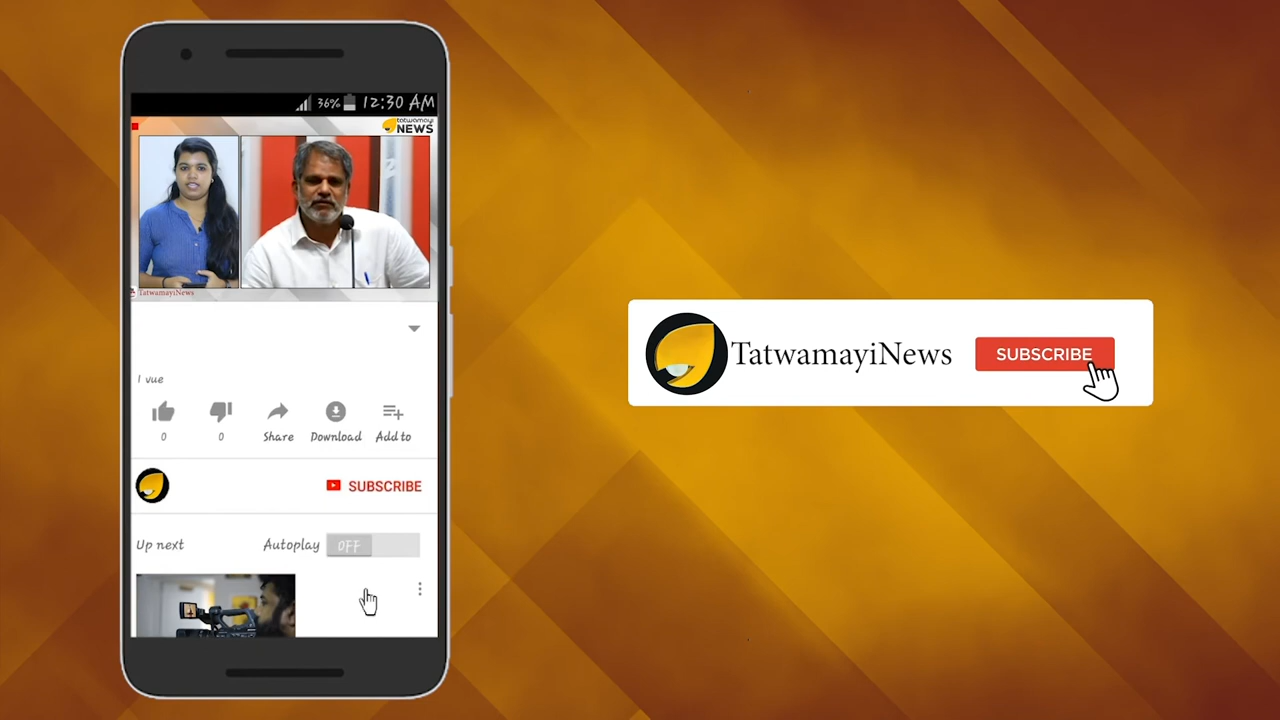 36% 12:30 AM
tatwamayi
NEWS
TatwamayiNews
1 vue
0 0 Share Download Add to
SUBSCRIBE
Up next Autoplay OFF
TatwamayiNews SUBSCRIBE